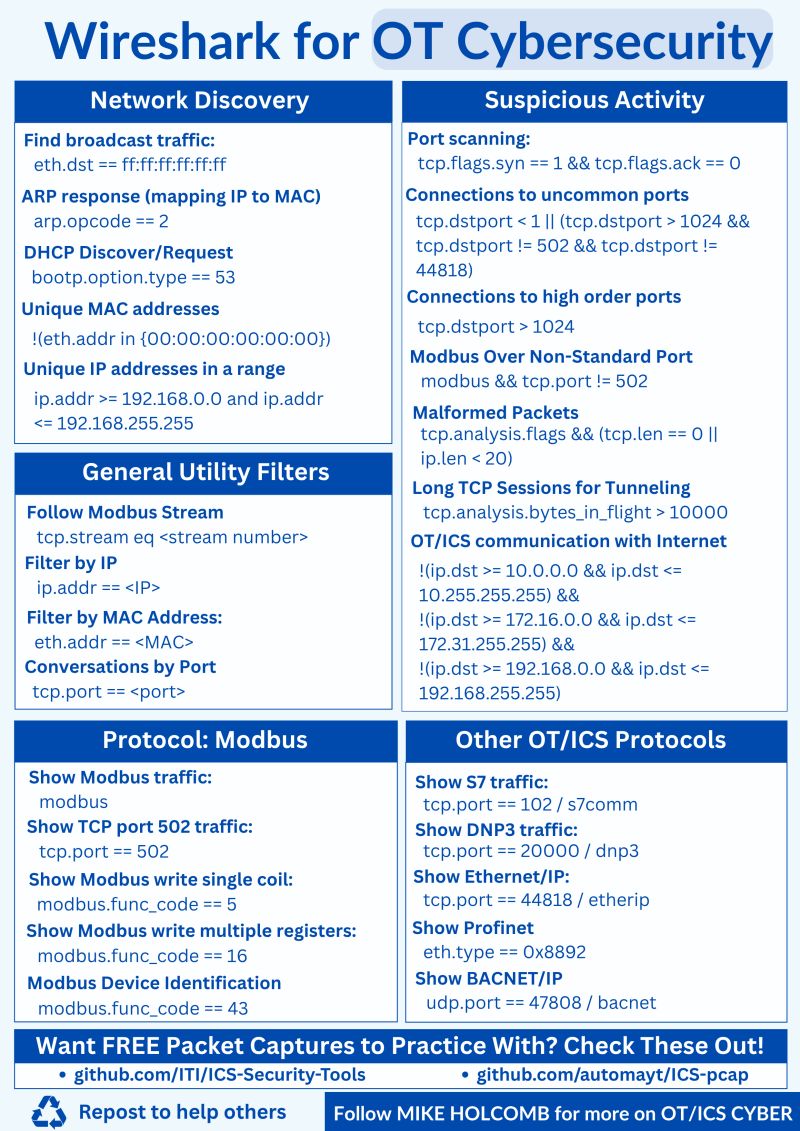 Wireshark for OT Cybersecurity
Network Discovery
Find broadcast traffic:
eth.dst == ff:ff:ff:ff:ff:ff
ARP response (mapping IP to MAC)
arp.opcode == 2
DHCP Discover/Request
bootp.option.type == 53
Unique MAC addresses
!(eth.addr in {00:00:00:00:00:00})
Unique IP addresses in a range
ip.addr >= 192.168.0.0 and ip.addr
<= 192.168.255.255
General Utility Filters
Follow Modbus Stream
tcp.stream eq <stream number>
Filter by IP
ip.addr == <IP>
Filter by MAC Address:
eth.addr == <MAC>
Conversations by Port
tcp.port == <port>
Suspicious Activity
Port scanning:
tcp.flags.syn == 1 && tcp.flags.ack == 0
Connections to uncommon ports
tcp.dstport < 1 || (tcp.dstport > 1024 &&
tcp.dstport != 502 && tcp.dstport !=
44818)
Connections to high order ports
tcp.dstport > 1024
Modbus Over Non-Standard Port
modbus && tcp.port != 502
Malformed Packets
tcp.analysis.flags && (tcp.len == 0 ||
ip.len < 20)
Long TCP Sessions for Tunneling
tcp.analysis.bytes_in_flight > 10000
OT/ICS communication with Internet
!(ip.dst >= 10.0.0.0 && ip.dst <=
10.255.255.255) &&
!(ip.dst >= 172.16.0.0 && ip.dst <=
172.31.255.255) &&
!(ip.dst >= 192.168.0.0 && ip.dst <=
192.168.255.255)
Protocol: Modbus
Show Modbus traffic:
modbus
Show TCP port 502 traffic:
tcp.port == 502
Show Modbus write single coil:
modbus.func_code == 5
Show Modbus write multiple registers:
modbus.func_code == 16
Modbus Device Identification
modbus.func_code == 43
Other OT/ICS Protocols
Show S7 traffic:
tcp.port == 102 / s7comm
Show DNP3 traffic:
tcp.port == 20000 / dnp3
Show Ethernet/IP:
tcp.port == 44818 / etherip
Show Profinet
eth.type == 0x8892
Show BACNET/IP
udp.port == 47808 / bacnet
Want FREE Packet Captures to Practice With? Check These Out!
• github.com/ITI/ICS-Security-Tools
• github.com/automayt/ICS-pcap
Repost to help others
Follow MIKE HOLCOMB for more on OT/ICS CYBER